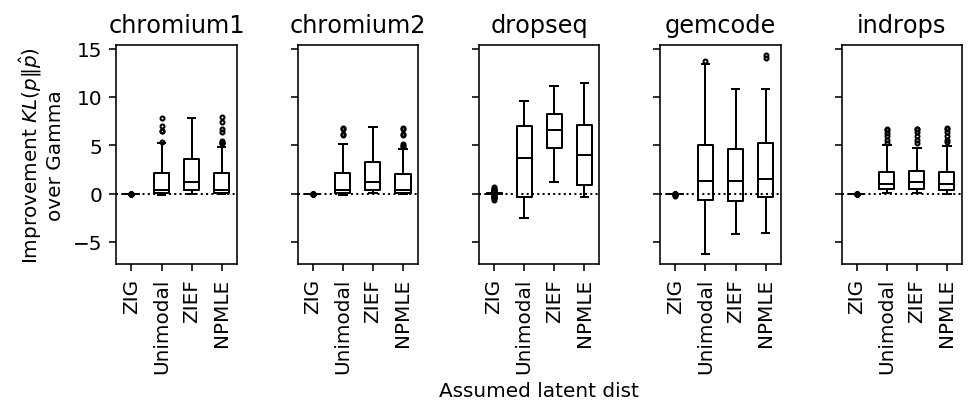 chromium1 chromium2 dropseq gemcode indrops
Improvement KL(p‖p̂)
over Gamma
15
10
5
0
−5
ZIG Unimodal ZIEF NPMLE ZIG Unimodal ZIEF NPMLE ZIG Unimodal ZIEF NPMLE ZIG Unimodal ZIEF NPMLE ZIG Unimodal ZIEF NPMLE
Assumed latent dist